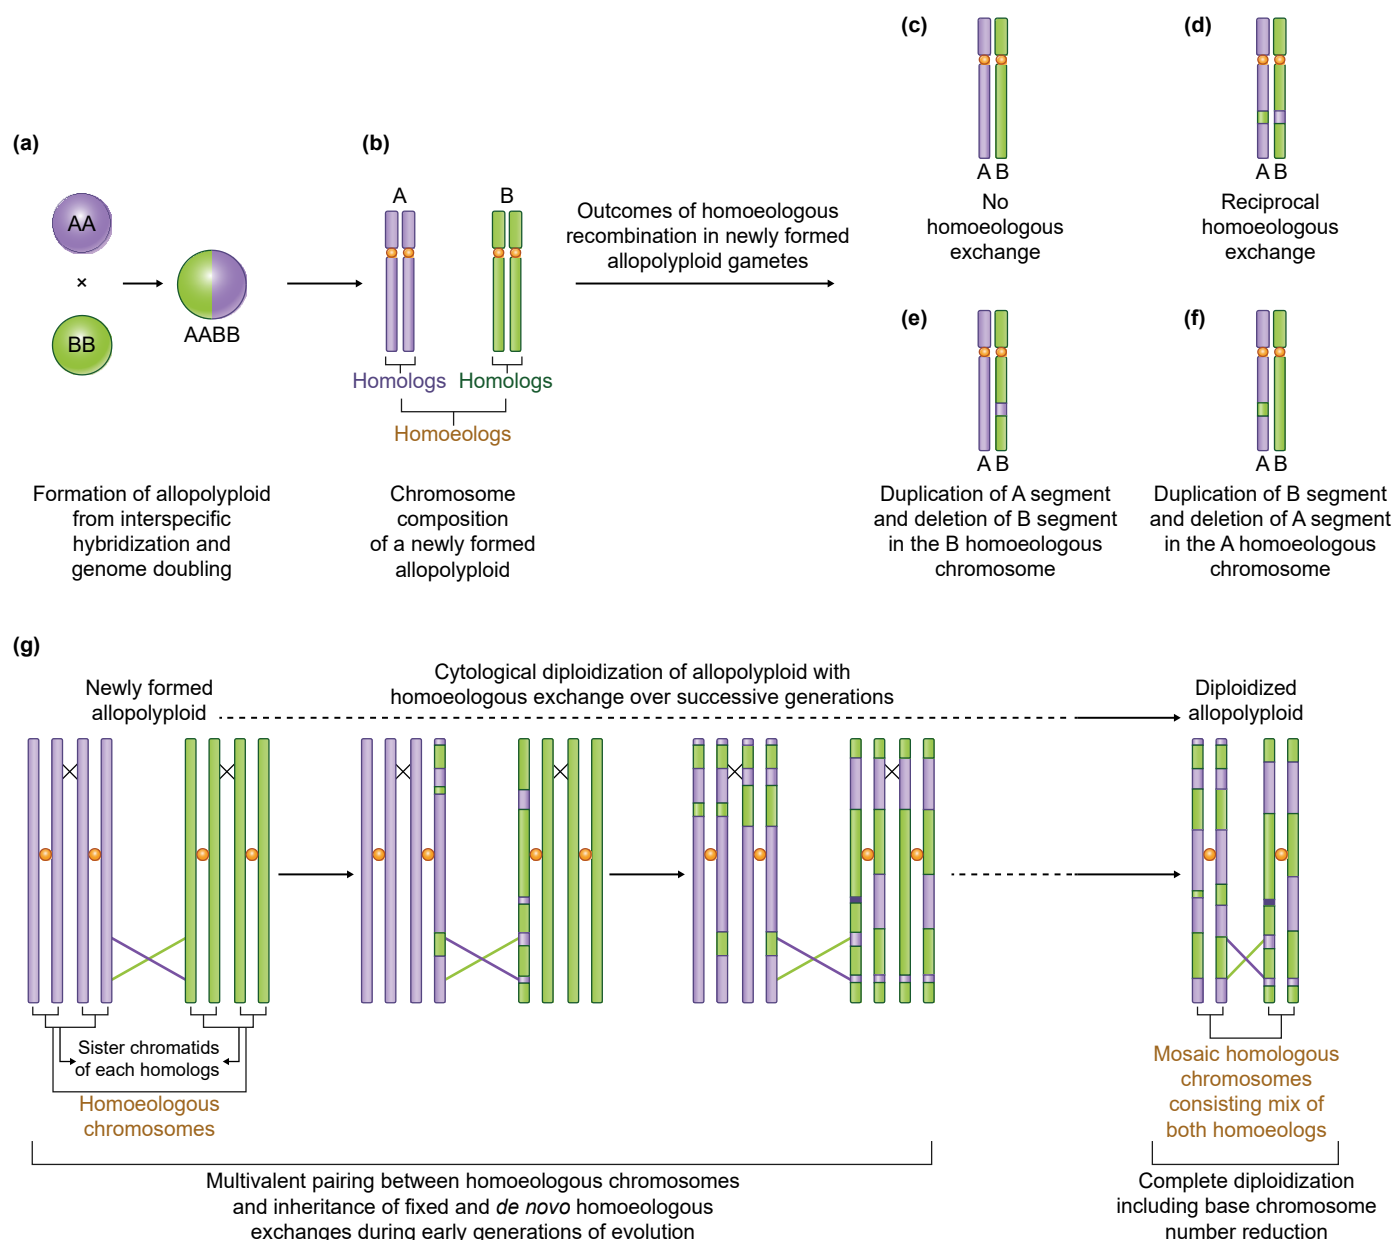 (a)
AA
×
BB
AABB
Formation of allopolyploid
from interspecific
hybridization and
genome doubling
(b)
A
B
Homologs
Homologs
Homoeologs
Chromosome
composition
of a newly formed
allopolyploid
Outcomes of homoeologous
recombination in newly formed
allopolyploid gametes
(c)
A B
No
homoeologous
exchange
(d)
A B
Reciprocal
homoeologous
exchange
(e)
A B
Duplication of A segment
and deletion of B segment
in the B homoeologous
chromosome
(f)
A B
Duplication of B segment
and deletion of A segment
in the A homoeologous
chromosome
(g)
Newly formed
allopolyploid
Cytological diploidization of allopolyploid with
homoeologous exchange over successive generations
Diploidized
allopolyploid
Sister chromatids
of each homologs
Homoeologous
chromosomes
Mosaic homologous
chromosomes
consisting mix of
both homoeologs
Multivalent pairing between homoeologous chromosomes
and inheritance of fixed and de novo homoeologous
exchanges during early generations of evolution
Complete diploidization
including base chromosome
number reduction